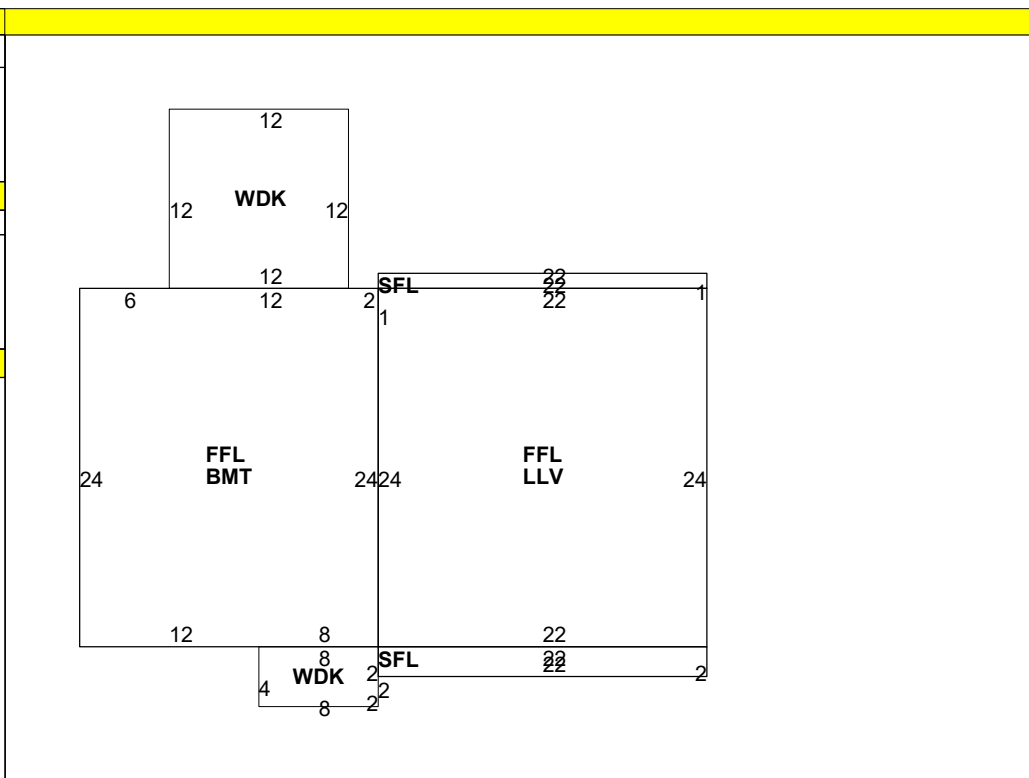 12
WDK
12 12
12
22
SFL 22
1
6 12 2 22
1
FFL FFL
BMT LLV
24 24 24 24
12 8 22
8 SFL 22
22
WDK 2 2
4 2
8 2